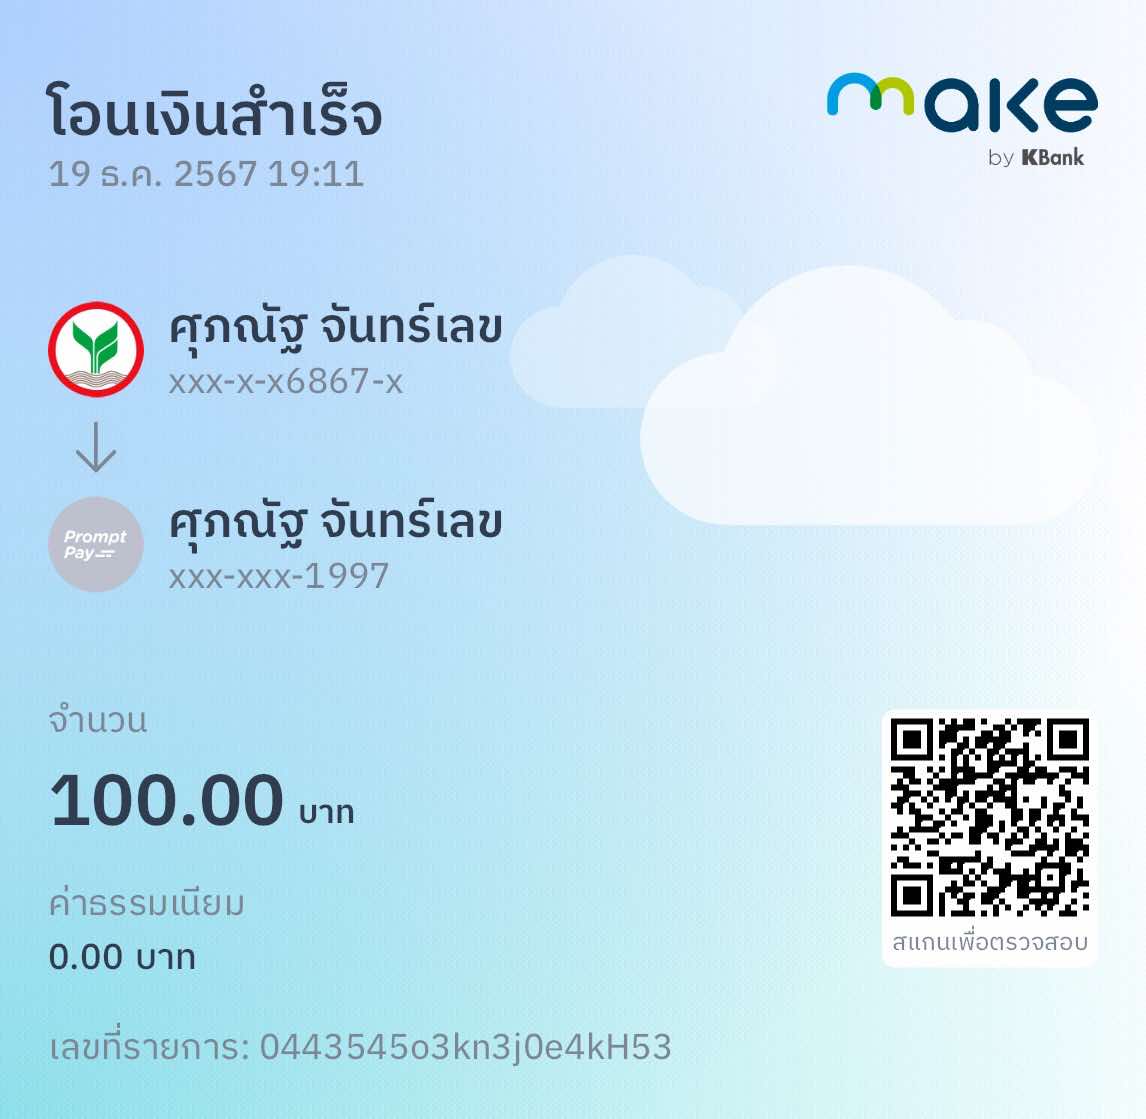 โอนเงินสำเร็จ
19 ธ.ค. 2567 19:11
make
by KBank
ศุภณัฐ จันทร์เลข
xxx-x-x6867-x
Prompt
Pay
ศุภณัฐ จันทร์เลข
xxx-xxx-1997
จำนวน
100.00 บาท
ค่าธรรมเนียม
0.00 บาท
สแกนเพื่อตรวจสอบ
เลขที่รายการ: 0443545o3kn3j0e4kH53